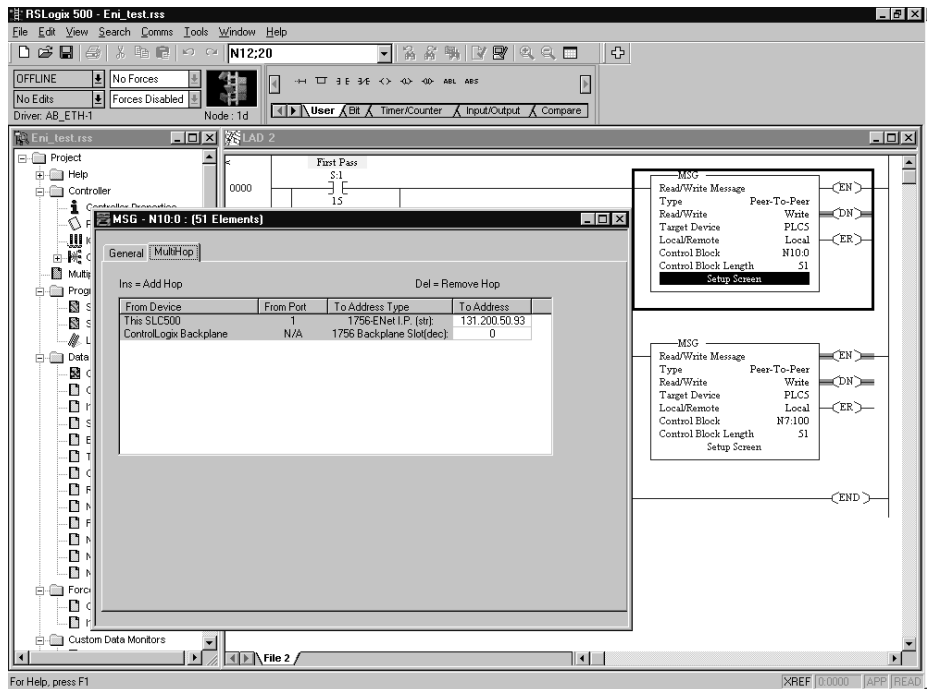 RSLogix 500 - Eni_test.rss
File Edit View Search Comms Tools Window Help
N12;20
OFFLINE No Forces
No Edits Forces Disabled
Driver: AB_ETH-1 Node : 1d
ABL ABS
User Bit Timer/Counter Input/Output Compare
Eni_test.rss
LAD 2
Project
Help
Controller
Controller Properties
Data
Custom Data Monitors
First Pass
S:1
0000
15
MSG
Read/Write Message
Type Peer-To-Peer
Read/Write Write
Target Device PLC5
Local/Remote Local
Control Block N10:0
Control Block Length 51
Setup Screen
EN
DN
ER
MSG - N10:0 : (51 Elements)
General MultiHop
Ins = Add Hop Del = Remove Hop
From Device From Port To Address Type To Address
This SLC500 1 1756-ENet I.P. (str): 131.200.50.93
ControlLogix Backplane N/A 1756 Backplane Slot(dec): 0
MSG
Read/Write Message
Type Peer-To-Peer
Read/Write Write
Target Device PLC5
Local/Remote Local
Control Block N7:100
Control Block Length 51
Setup Screen
EN
DN
ER
END
File 2
For Help, press F1
XREF 0:0000 APP READ